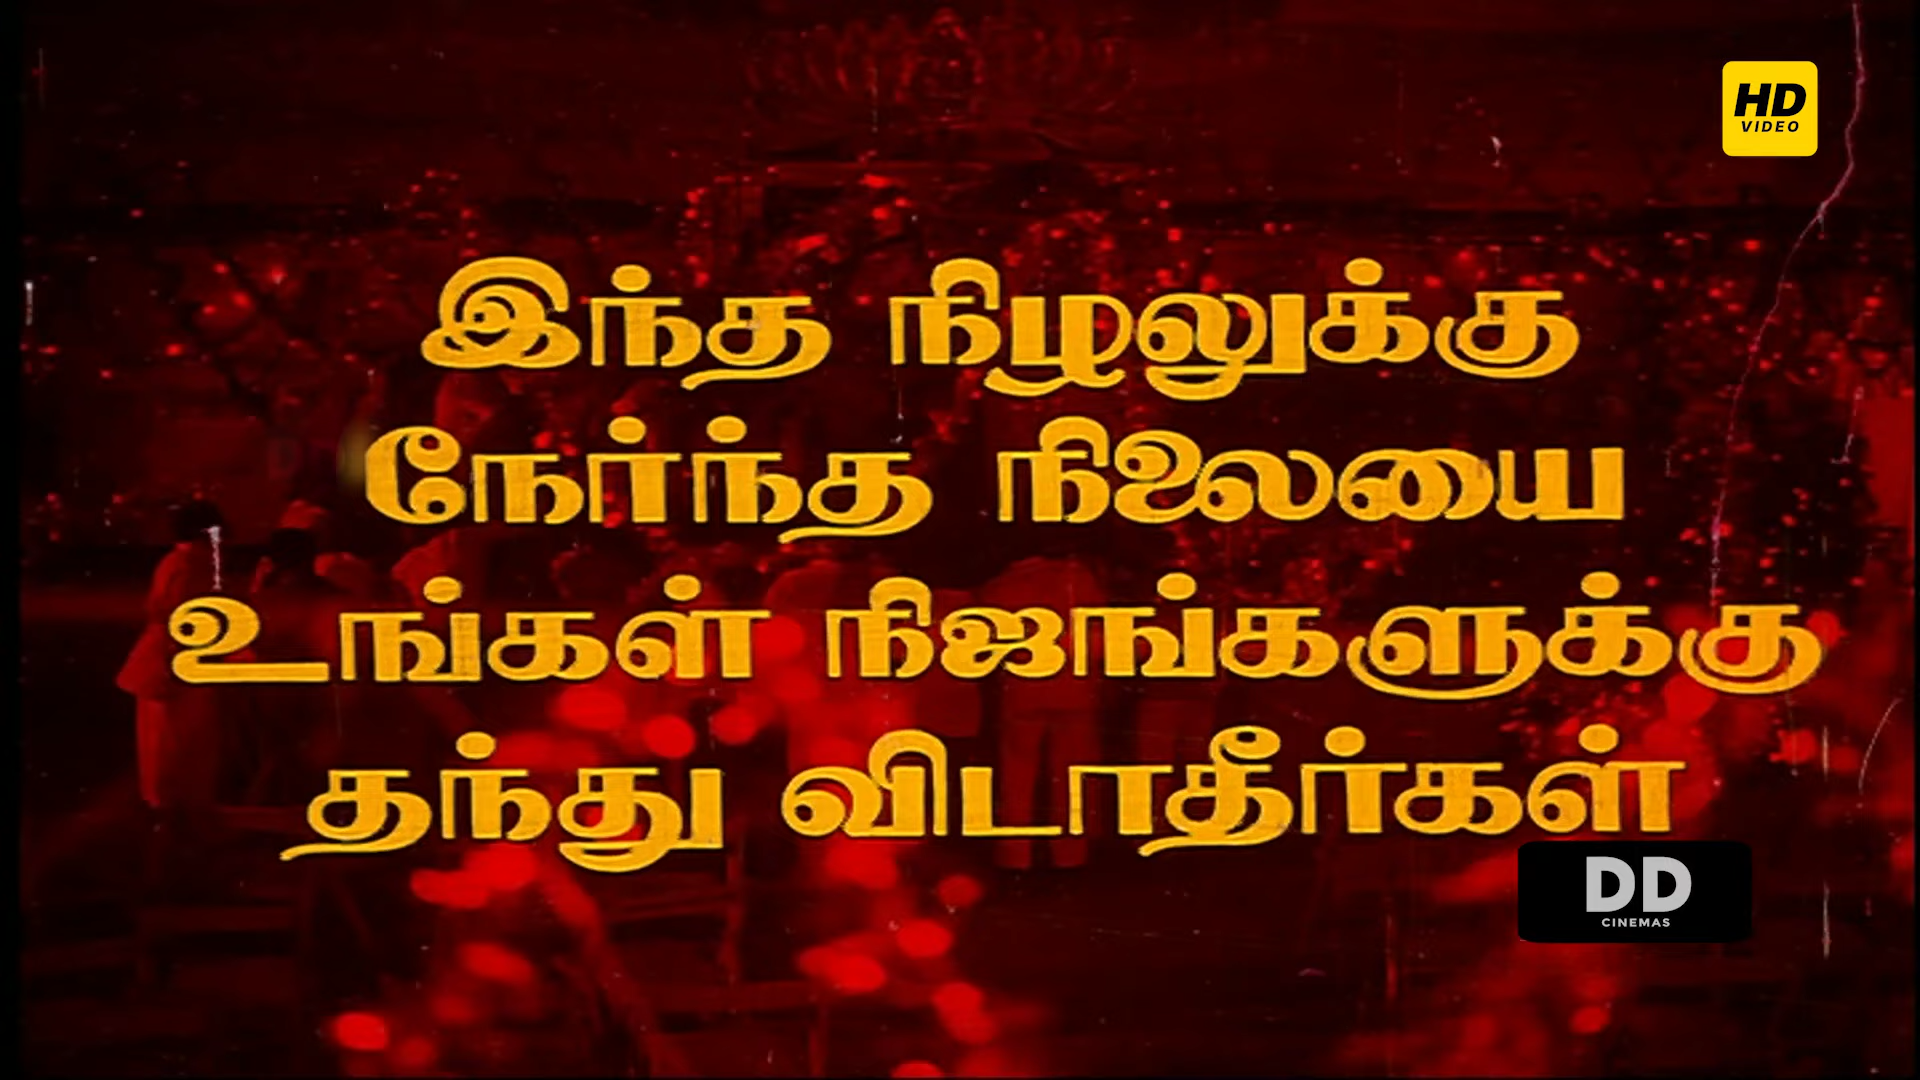 HD
VIDEO
இந்த நிழலுக்கு
நேர்ந்த நிலையை
உங்கள் நிஜங்களுக்கு
தந்து விடாதீர்கள்
DD
CINEMAS